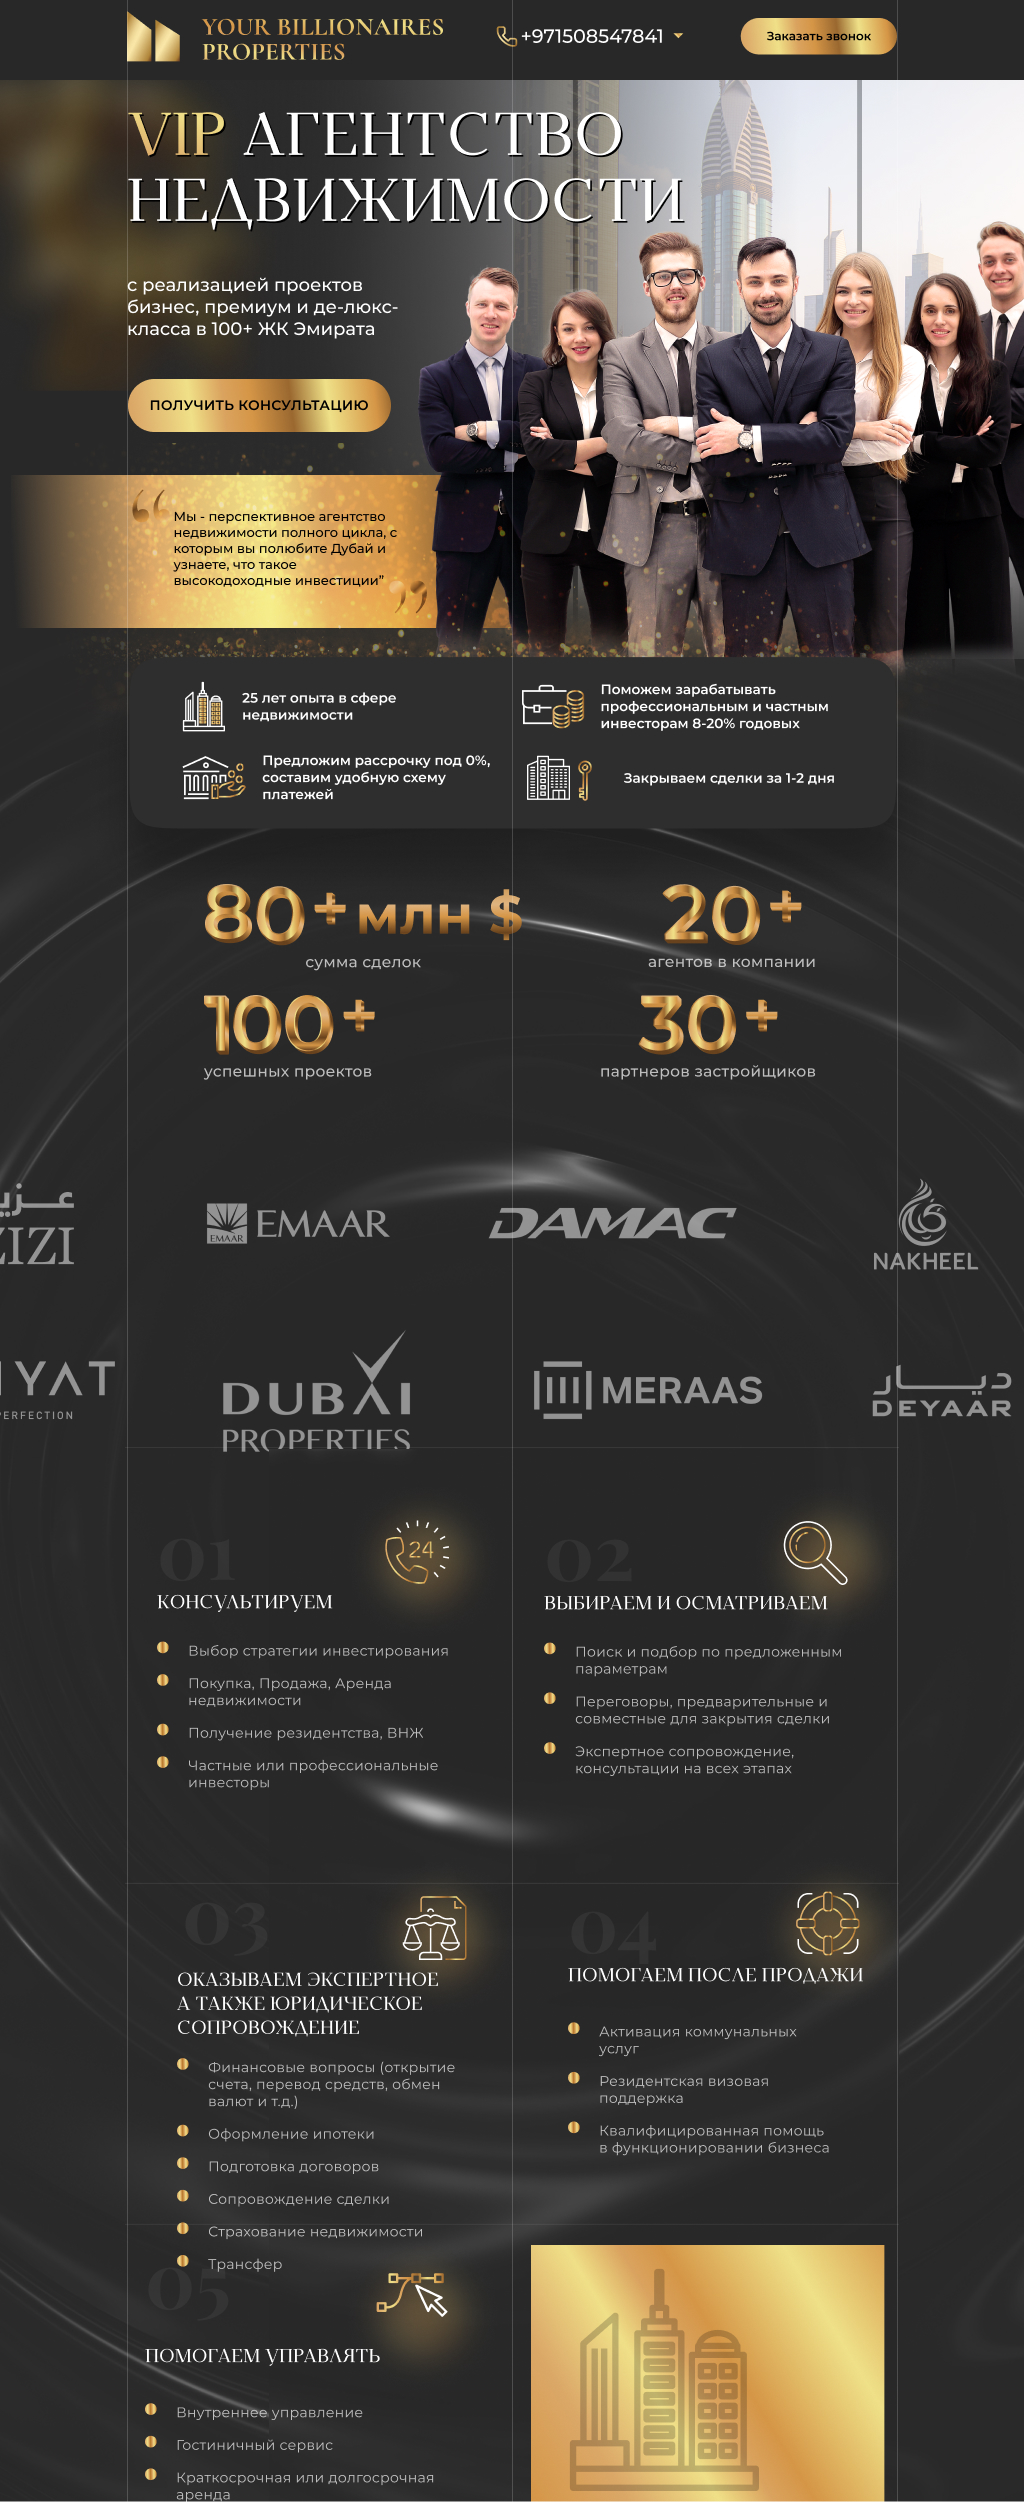 YOUR BILLIONAIRES
PROPERTIES
+971508547841
Заказать звонок
VIP АГЕНТСТВО
НЕДВИЖИМОСТИ
с реализацией проектов
бизнес, премиум и де-люкс-
класса в 100+ ЖК Эмирата
ПОЛУЧИТЬ КОНСУЛЬТАЦИЮ
“
Мы - перспективное агентство
недвижимости полного цикла, с
которым вы полюбите Дубай и
узнаете, что такое
высокодоходные инвестиции”
”
25 лет опыта в сфере
недвижимости
Поможем зарабатывать
профессиональным и частным
инвесторам 8-20% годовых
Предложим рассрочку под 0%,
составим удобную схему
платежей
Закрываем сделки за 1-2 дня
80+ млн $
сумма сделок
20+
агентов в компании
100+
успешных проектов
30+
партнеров застройщиков
EMAAR
EMAAR
DAMAC
NAKHEEL
PERFECTION
DUBAI
PROPERTIES
MERAAS
ديـار
DEYAAR
01
24
КОНСУЛЬТИРУЕМ
Выбор стратегии инвестирования
Покупка, Продажа, Аренда
недвижимости
Получение резидентства, ВНЖ
Частные или профессиональные
инвесторы
02
ВЫБИРАЕМ И ОСМАТРИВАЕМ
Поиск и подбор по предложенным
параметрам
Переговоры, предварительные и
совместные для закрытия сделки
Экспертное сопровождение,
консультации на всех этапах
03
ОКАЗЫВАЕМ ЭКСПЕРТНОЕ
А ТАКЖЕ ЮРИДИЧЕСКОЕ
СОПРОВОЖДЕНИЕ
Финансовые вопросы (открытие
счета, перевод средств, обмен
валют и т.д.)
Оформление ипотеки
Подготовка договоров
Сопровождение сделки
Страхование недвижимости
Трансфер
04
ПОМОГАЕМ ПОСЛЕ ПРОДАЖИ
Активация коммунальных
услуг
Резидентская визовая
поддержка
Квалифицированная помощь
в функционировании бизнеса
05
ПОМОГАЕМ УПРАВЛЯТЬ
Внутреннее управление
Гостиничный сервис
Краткосрочная или долгосрочная
аренда